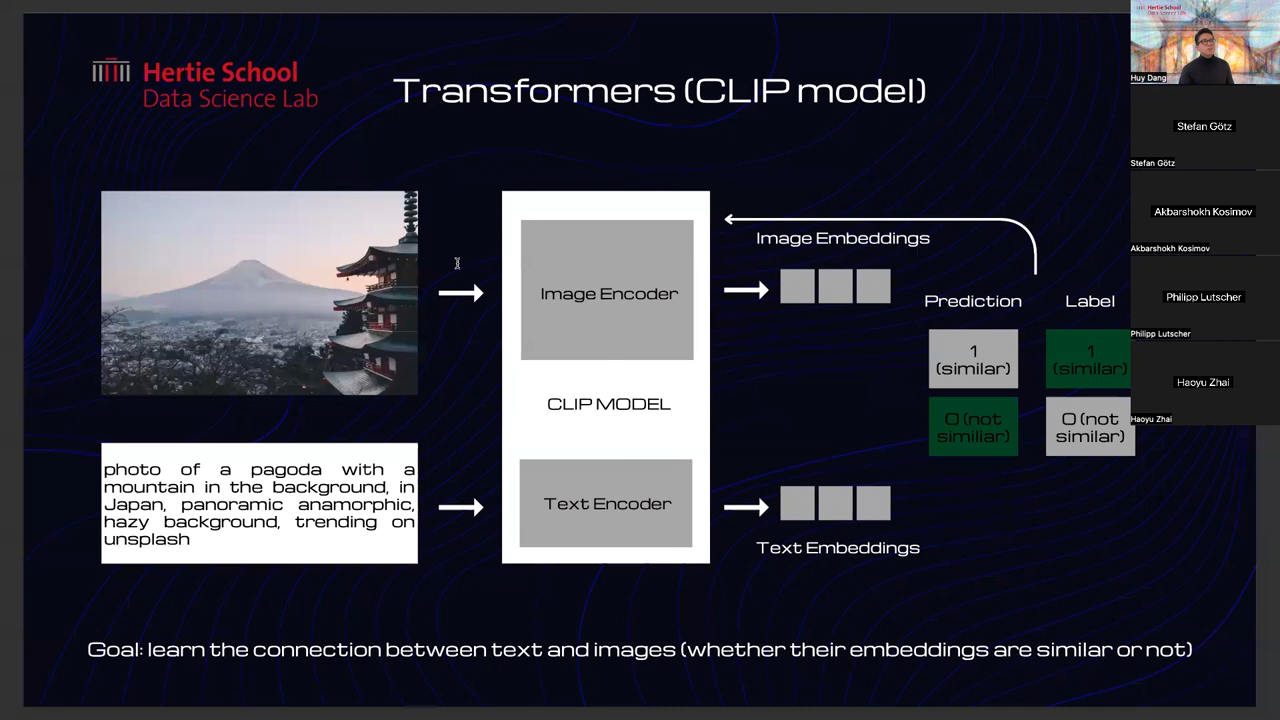 Hertie School
Data Science Lab
Transformers (CLIP model)
Image Encoder
CLIP MODEL
Text Encoder
photo of a pagoda with a
mountain in the background, in
Japan, panoramic anamorphic,
hazy background, trending on
unsplash
Image Embeddings
Text Embeddings
Prediction
Label
1
(similar)
1
(similar)
0 (not
similiar)
0 (not
similar)
Goal: learn the connection between text and images (whether their embeddings are similar or not)
Hertie School
Data Science Lab
Huy Dang
Stefan Götz
Stefan Götz
Akbarshokh Kosimov
Akbarshokh Kosimov
Philipp Lutscher
Philipp Lutscher
Haoyu Zhai
Haoyu Zhai